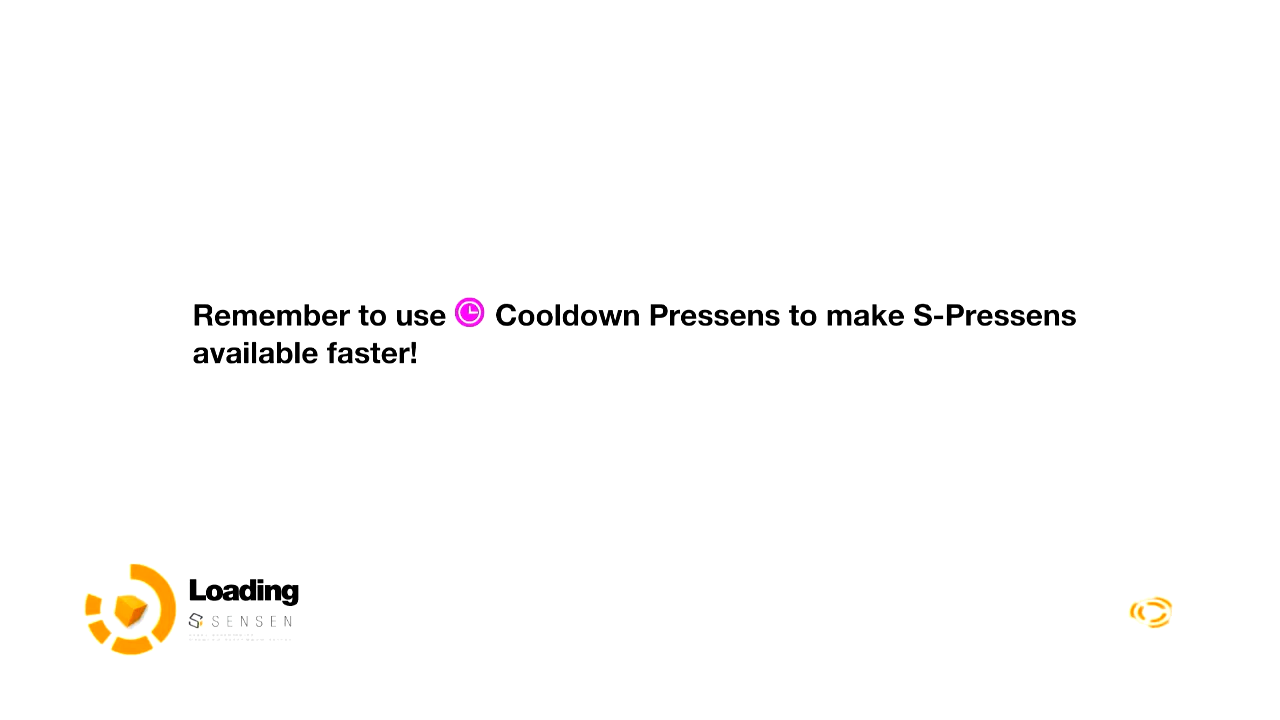 Remember to use Cooldown Pressens to make S-Pressens
available faster!
Loading
SENSEN